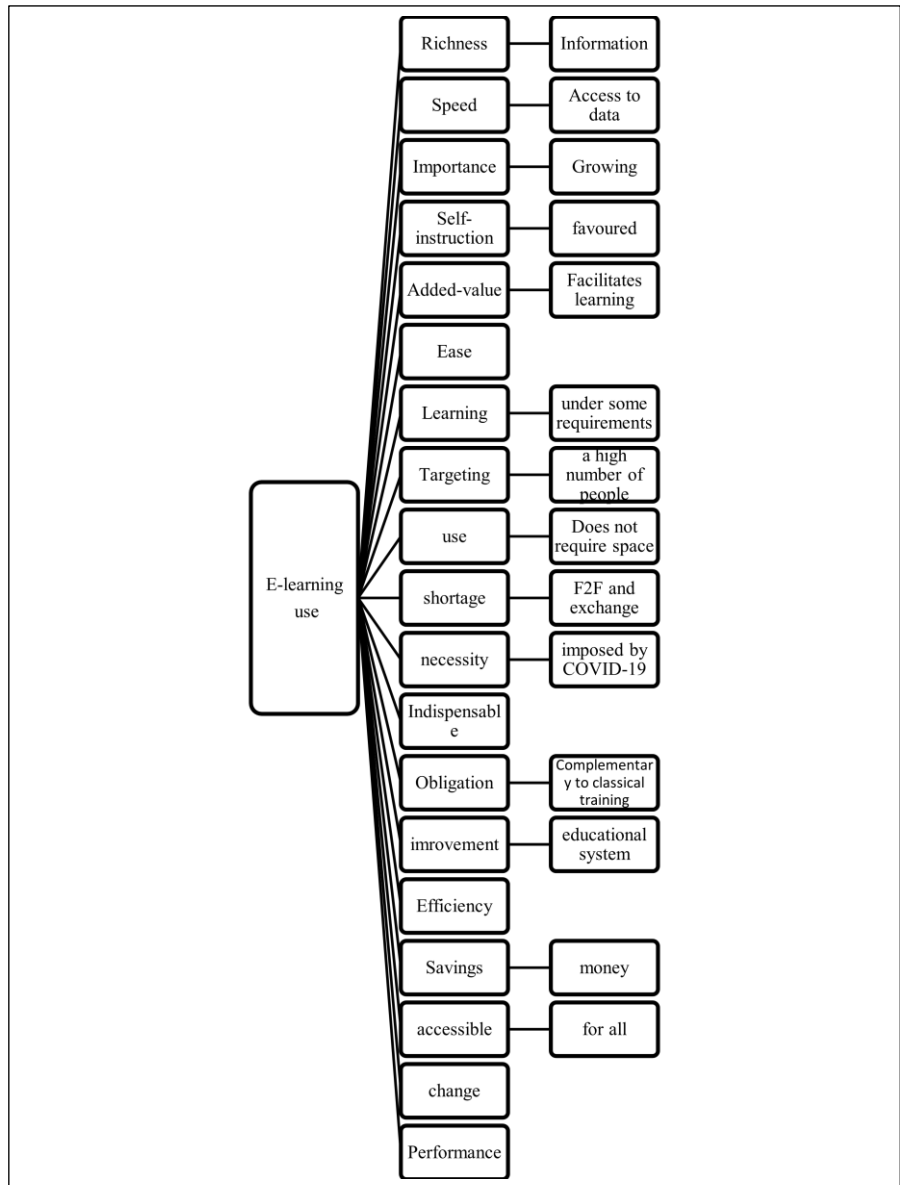 Richness
Information
Speed
Access to
data
Importance
Growing
Self-
instruction
favoured
Added-value
Facilitates
learning
Ease
Learning
under some
requirements
Targeting
a high
number of
people
E-learning
use
use
Does not
require space
shortage
F2F and
exchange
necessity
imposed by
COVID-19
Indispensabl
e
Obligation
Complementar
y to classical
training
imrovement
educational
system
Efficiency
Savings
money
accessible
for all
change
Performance